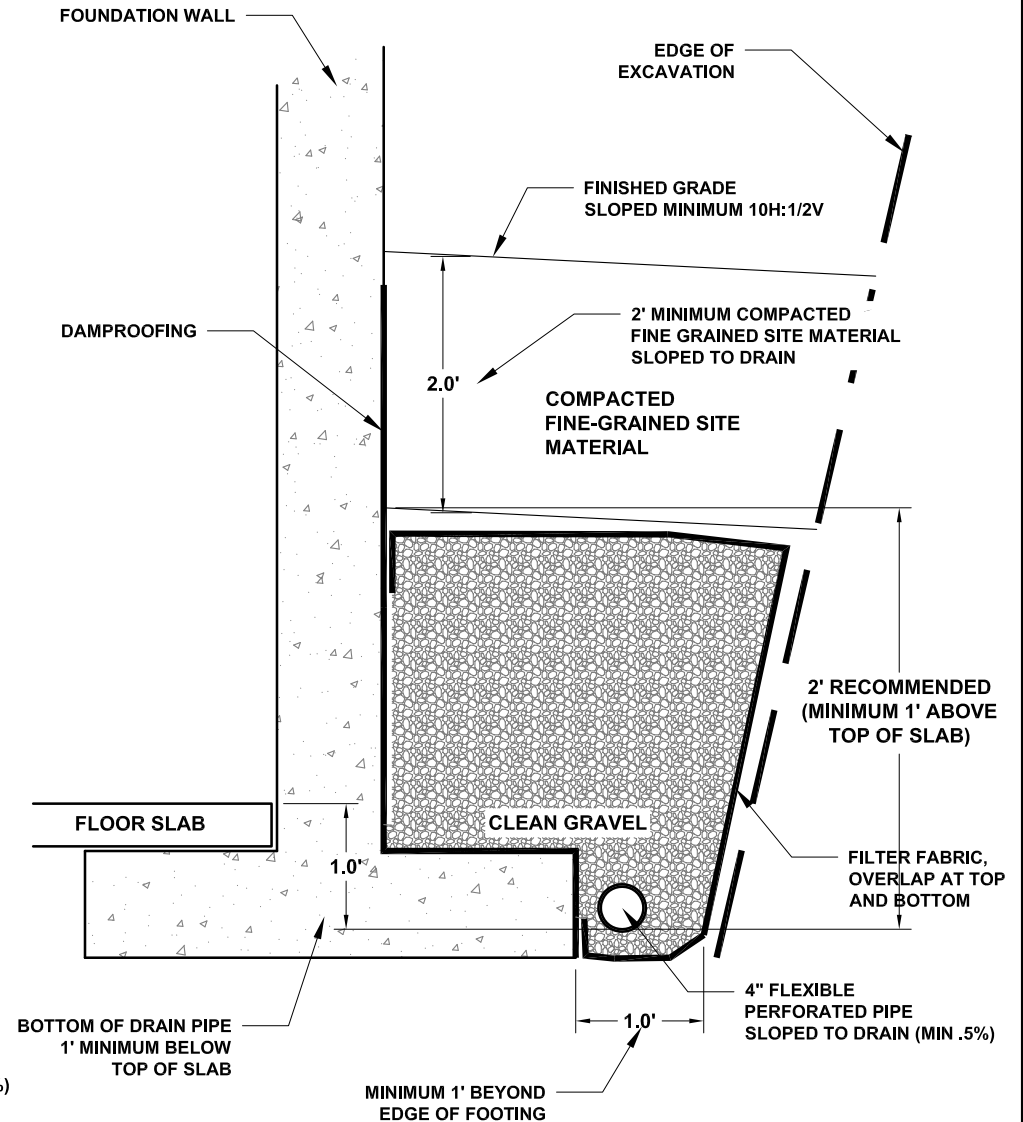 FOUNDATION WALL
EDGE OF
EXCAVATION
FINISHED GRADE
SLOPED MINIMUM 10H:1/2V
DAMPROOFING
2' MINIMUM COMPACTED
FINE GRAINED SITE MATERIAL
SLOPED TO DRAIN
2.0'
COMPACTED
FINE-GRAINED SITE
MATERIAL
2' RECOMMENDED
(MINIMUM 1' ABOVE
TOP OF SLAB)
FLOOR SLAB
CLEAN GRAVEL
1.0'
FILTER FABRIC,
OVERLAP AT TOP
AND BOTTOM
4" FLEXIBLE
PERFORATED PIPE
SLOPED TO DRAIN (MIN .5%)
1.0'
BOTTOM OF DRAIN PIPE
1' MINIMUM BELOW
TOP OF SLAB
MINIMUM 1' BEYOND
EDGE OF FOOTING